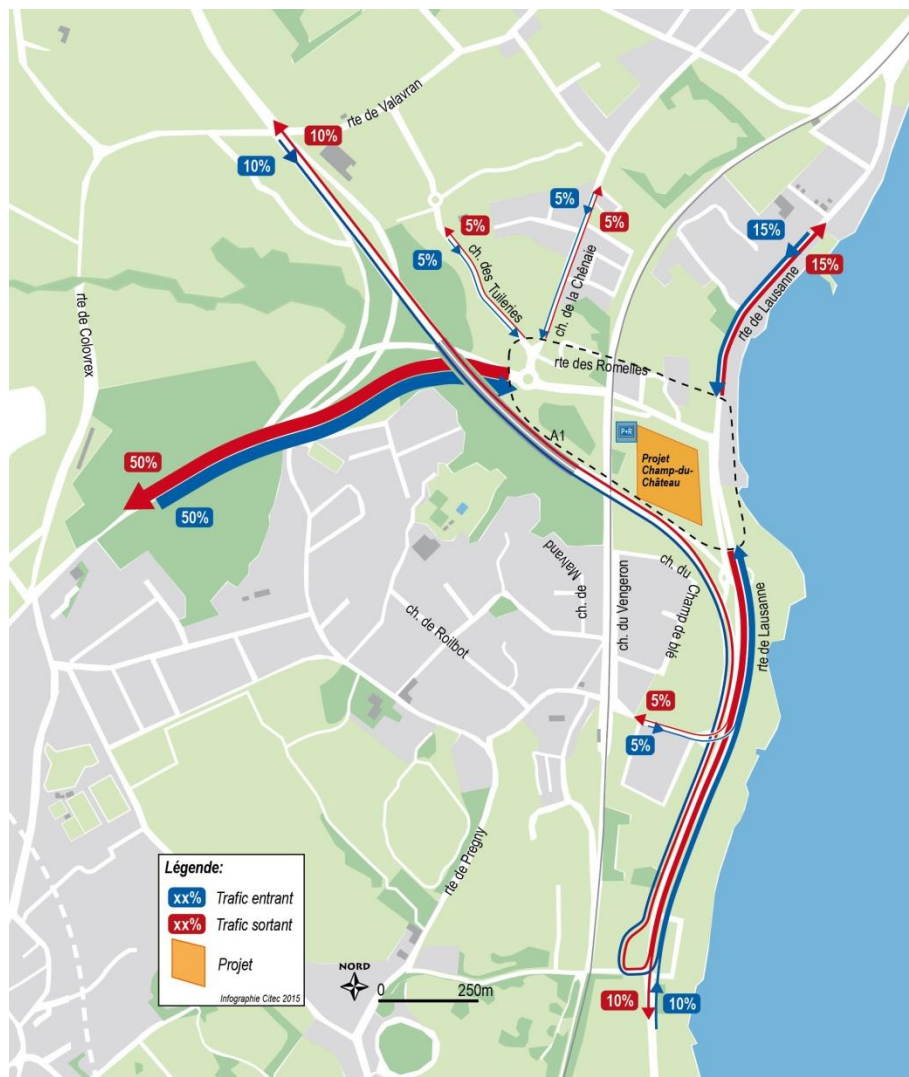 rte de Valavran
10%
10%
5%
5%
5%
5%
15%
15%
ch. des Tuileries
ch. de la Chênaie
rte de Lausanne
rte de Colovrex
rte des Romelles
A1
P+R
Projet
Champ-du-
Château
50%
50%
ch. de
Malvand
ch. du Vengeron
ch. du
Champ de blé
rte de Lausanne
ch. de Roilbot
5%
5%
rte de Pregny
Légende:
xx% Trafic entrant
xx% Trafic sortant
Projet
Infographie Citec 2015
NORD
0 250m
10%
10%